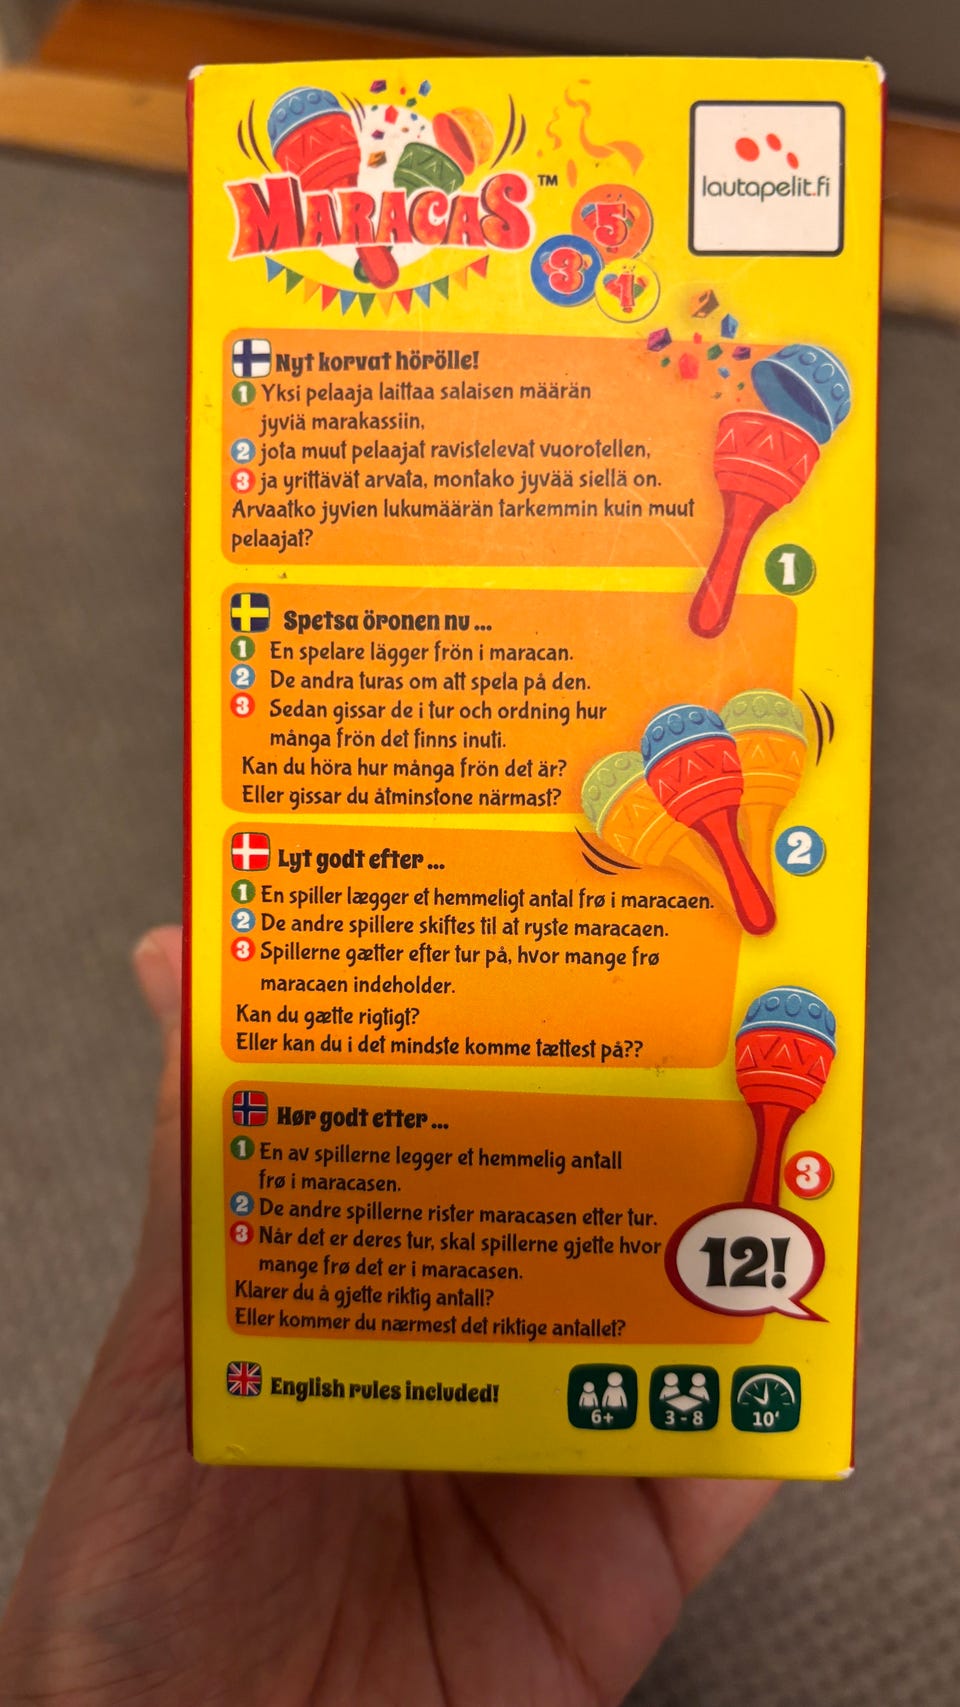 MARACAS™
lautapelit.fi
5
3
1
Nyt korvat hörölle!
1 Yksi pelaaja laittaa salaisen määrän
jyviä marakassiin,
2 jota muut pelaajat ravistelevat vuorotellen,
3 ja yrittävät arvata, montako jyvää siellä on.
Arvaatko jyvien lukumäärän tarkemmin kuin muut
pelaajat?
1
Spetsa öronen nu ...
1 En spelare lägger frön i maracan.
2 De andra turas om att spela på den.
3 Sedan gissar de i tur och ordning hur
många frön det finns inuti.
Kan du höra hur många frön det är?
Eller gissar du åtminstone närmast?
2
Lyt godt efter ...
1 En spiller lægger et hemmeligt antal frø i maracaen.
2 De andre spillere skiftes til at ryste maracaen.
3 Spillerne gætter efter tur på, hvor mange frø
maracaen indeholder.
Kan du gætte rigtigt?
Eller kan du i det mindste komme tættest på??
Hør godt etter ...
1 En av spillerne legger et hemmelig antall
frø i maracasen.
2 De andre spillerne rister maracasen etter tur.
3 Når det er deres tur, skal spillerne gjette hvor
mange frø det er i maracasen.
Klarer du å gjette riktig antall?
Eller kommer du nærmest det riktige antallet?
3
12!
English rules included!
6+
3 - 8
10'